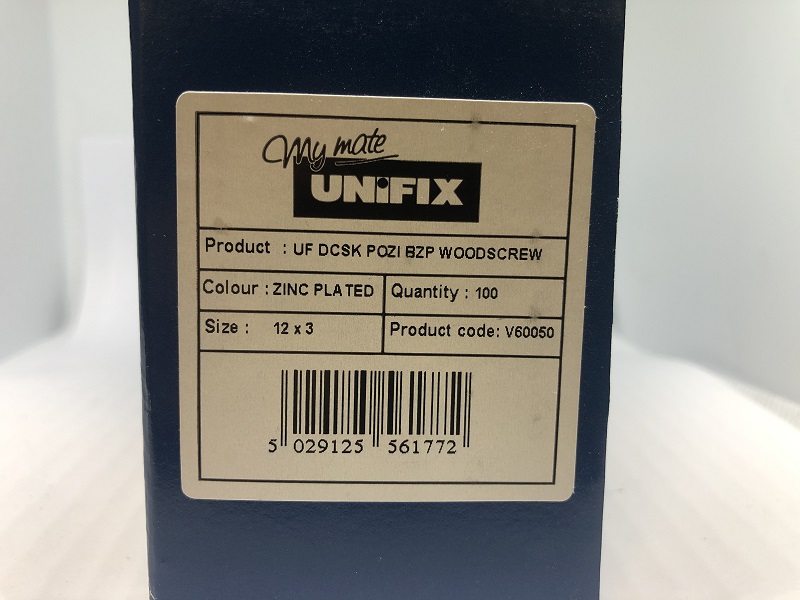 My mate
UNiFIX
Product : UF DCSK POZI BZP WOODSCREW
Colour : ZINC PLATED Quantity : 100
Size : 12 x 3 Product code: V60050
5 029125 561772